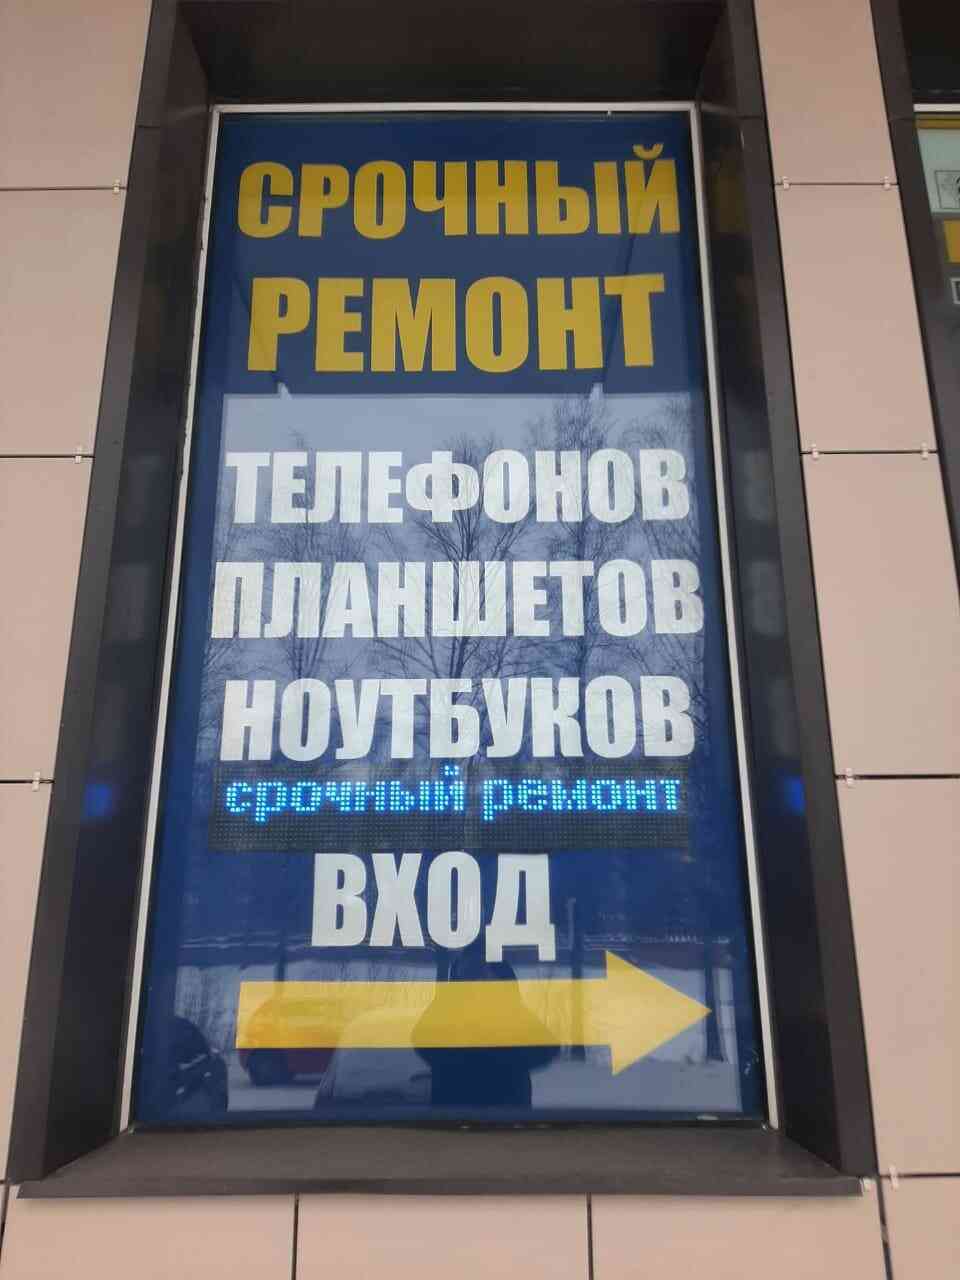 СРОЧНЫЙ
РЕМОНТ
ТЕЛЕФОНОВ
ПЛАНШЕТОВ
НОУТБУКОВ
срочный ремонт
ВХОД